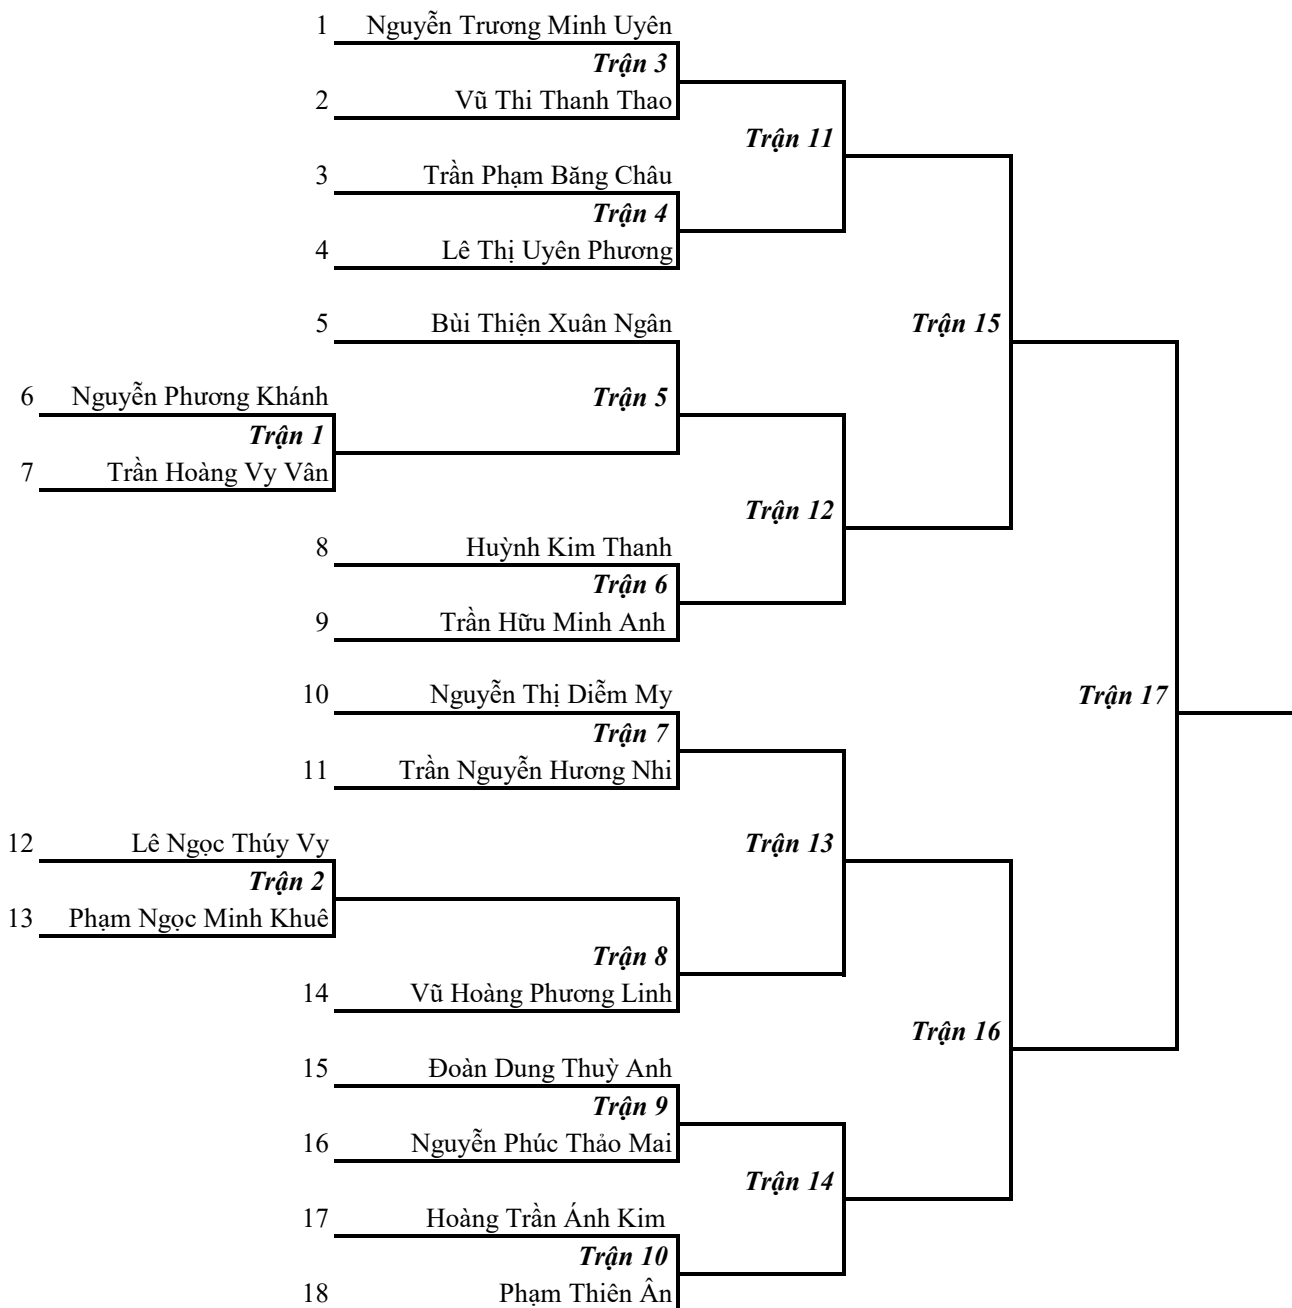 1 Nguyễn Trương Minh Uyên
Trận 3
2 Vũ Thi Thanh Thao
Trận 11
3 Trần Phạm Băng Châu
Trận 4
4 Lê Thị Uyên Phương
5 Bùi Thiện Xuân Ngân
Trận 15
6 Nguyễn Phương Khánh
Trận 5
Trận 1
7 Trần Hoàng Vy Vân
Trận 12
8 Huỳnh Kim Thanh
Trận 6
9 Trần Hữu Minh Anh
10 Nguyễn Thị Diễm My
Trận 17
Trận 7
11 Trần Nguyễn Hương Nhi
12 Lê Ngọc Thúy Vy
Trận 13
Trận 2
13 Phạm Ngọc Minh Khuê
Trận 8
14 Vũ Hoàng Phương Linh
Trận 16
15 Đoàn Dung Thuỳ Anh
Trận 9
16 Nguyễn Phúc Thảo Mai
Trận 14
17 Hoàng Trần Ánh Kim
Trận 10
18 Phạm Thiên Ân